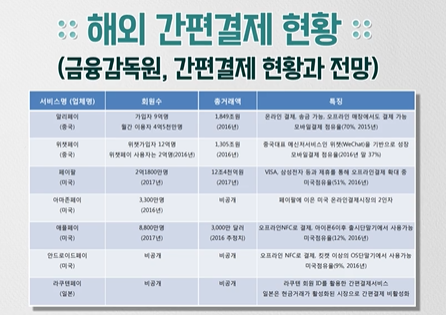 해외 간편결제 현황
(금융감독원, 간편결제 현황과 전망)
서비스명 (업체명) 회원수 총거래액 특징
알리페이 (중국) 가입자 9억명 월간 이용자 4억5천만명 1,849조원 (2016년) 온라인 결제, 송금 가능, 오프라인 매장에서도 결제 가능 모바일결제 점유율(70%, 2015년)
위챗페이 (중국) 위챗가입자 12억명 위챗페이 사용자는 2억명(2016년) 1,305조원 (2016년) 중국대표 메신저서비스인 위챗(WeChat)을 기반으로 성장 모바일결제 점유율(2016년 말 37%)
페이팔 (미국) 2억1800만명 (2017년) 12조4천억원 (2017년) VISA, 삼성전자 등과 제휴를 통해 오프라인결제 확대 중 미국점유율(51%, 2016년)
아마존페이 (미국) 3,300만명 (2016년) 비공개 페이팔에 이은 미국 온라인결제시장의 2인자
애플페이 (미국) 8,800만명 (2017년) 3,000만 달러 (2016 추정치) 오프라인NFC로 결제, 아이폰6이후 출시단말기에서 사용가능 미국점유율(12%, 2016년)
안드로이드페이 (미국) 비공개 비공개 오프라인 NFC로 결제, 킷캣 이상의 OS단말기에서 사용가능 미국점유율(9%, 2016년)
라쿠텐페이 (일본) 비공개 비공개 라쿠텐 회원 ID를 활용한 간편결제서비스 일본은 현금거래가 활성화된 시장으로 간편결제 비활성화